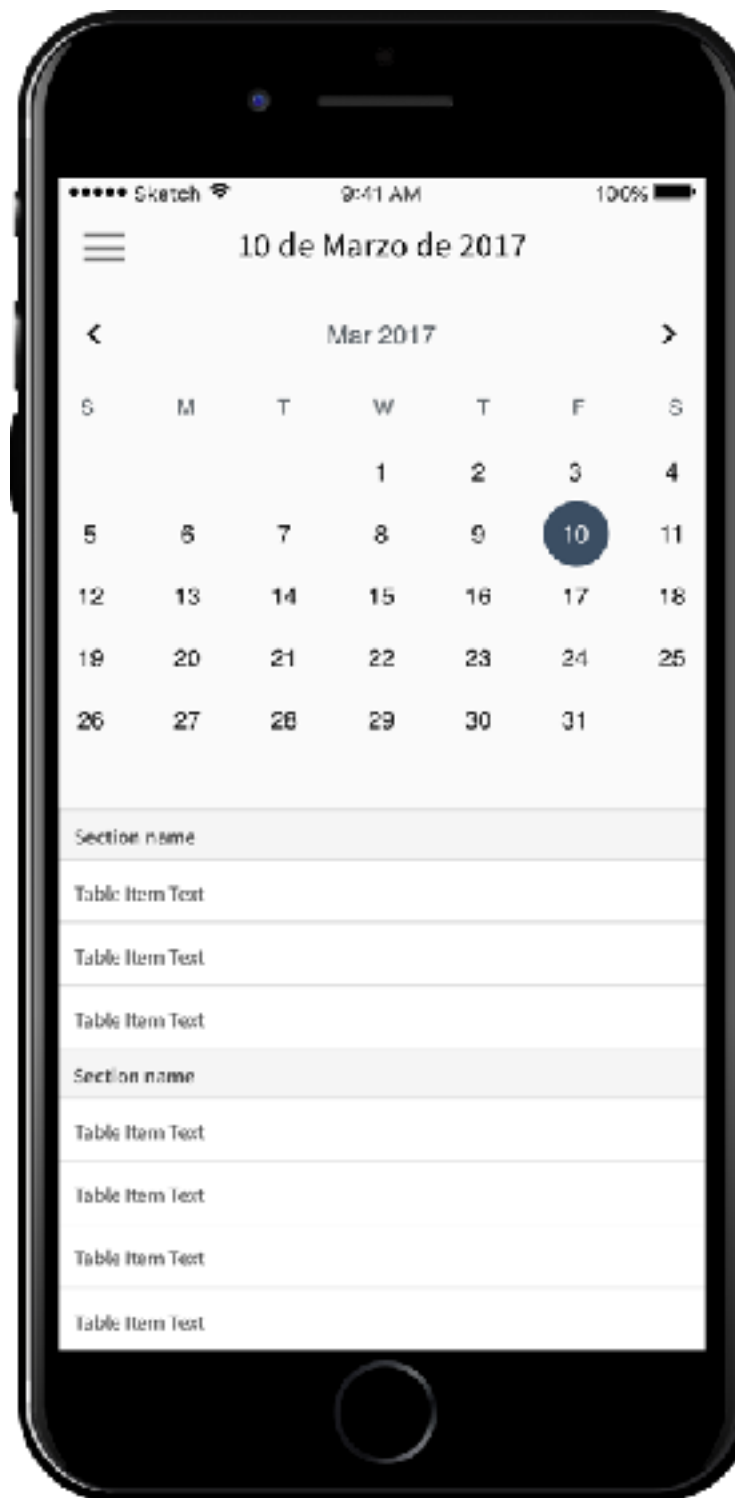 Sketch 9:41 AM 100%
10 de Marzo de 2017
< Mar 2017 >
S M T W T F S
1 2 3 4
5 6 7 8 9 10 11
12 13 14 15 16 17 18
19 20 21 22 23 24 25
26 27 28 29 30 31
Section name
Table Item Text
Table Item Text
Table Item Text
Section name
Table Item Text
Table Item Text
Table Item Text
Table Item Text